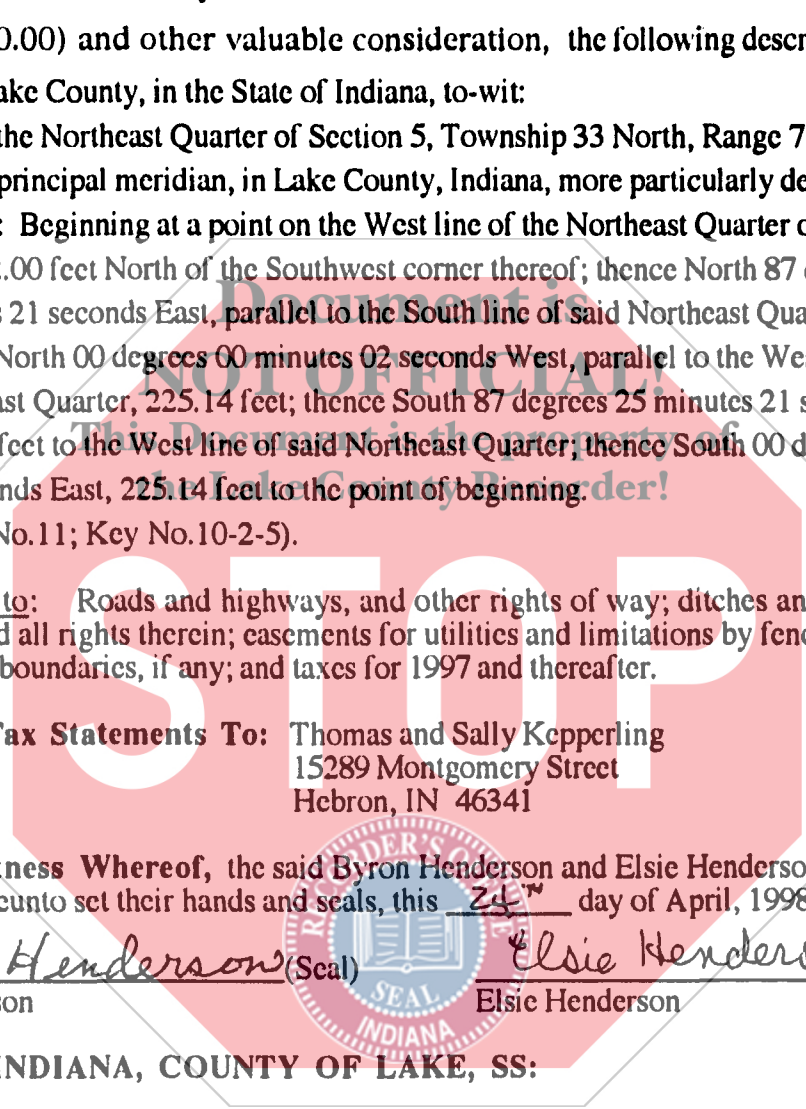 0.00) and other valuable consideration, the following descr
ake County, in the State of Indiana, to-wit:
the Northeast Quarter of Section 5, Township 33 North, Range 7
principal meridian, in Lake County, Indiana, more particularly de
: Beginning at a point on the West line of the Northeast Quarter o
.00 feet North of the Southwest corner thereof; thence North 87
21 seconds East, parallel to the South line of said Northeast Qua
North 00 degrees 00 minutes 02 seconds West, parallel to the We
ast Quarter, 225.14 feet; thence South 87 degrees 25 minutes 21 s
feet to the West line of said Northeast Quarter; thence South 00 d
nds East, 225.14 feet to the point of beginning.
No.11; Key No.10-2-5).
Document is
NOT OFFICIAL!
This Document is the property of
the Lake County Recorder!
STOP
to: Roads and highways, and other rights of way; ditches an
d all rights therein; easements for utilities and limitations by fenc
boundaries, if any; and taxes for 1997 and thereafter.
Tax Statements To: Thomas and Sally Kepperling
15289 Montgomery Street
Hebron, IN 46341
ness Whereof, the said Byron Henderson and Elsie Henderso
eunto set their hands and seals, this 24TH day of April, 1998
Henderson (Seal) Elsie Henders
son Elsie Henderson
RECORDER'S OFFICE
SEAL
INDIANA
INDIANA, COUNTY OF LAKE, SS: